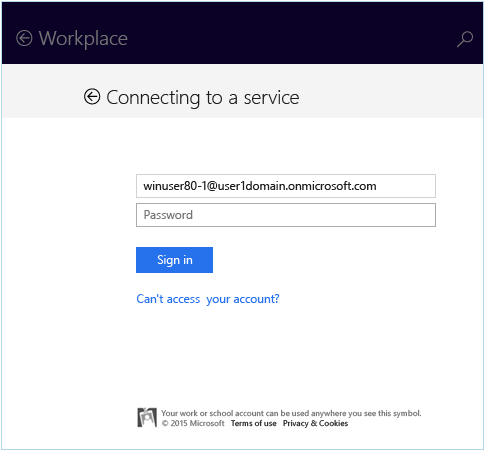 Workplace
Connecting to a service
winuser80-1@user1domain.onmicrosoft.com
Password
Sign in
Can't access your account?
Your work or school account can be used anywhere you see this symbol.
© 2015 Microsoft Terms of use Privacy & Cookies